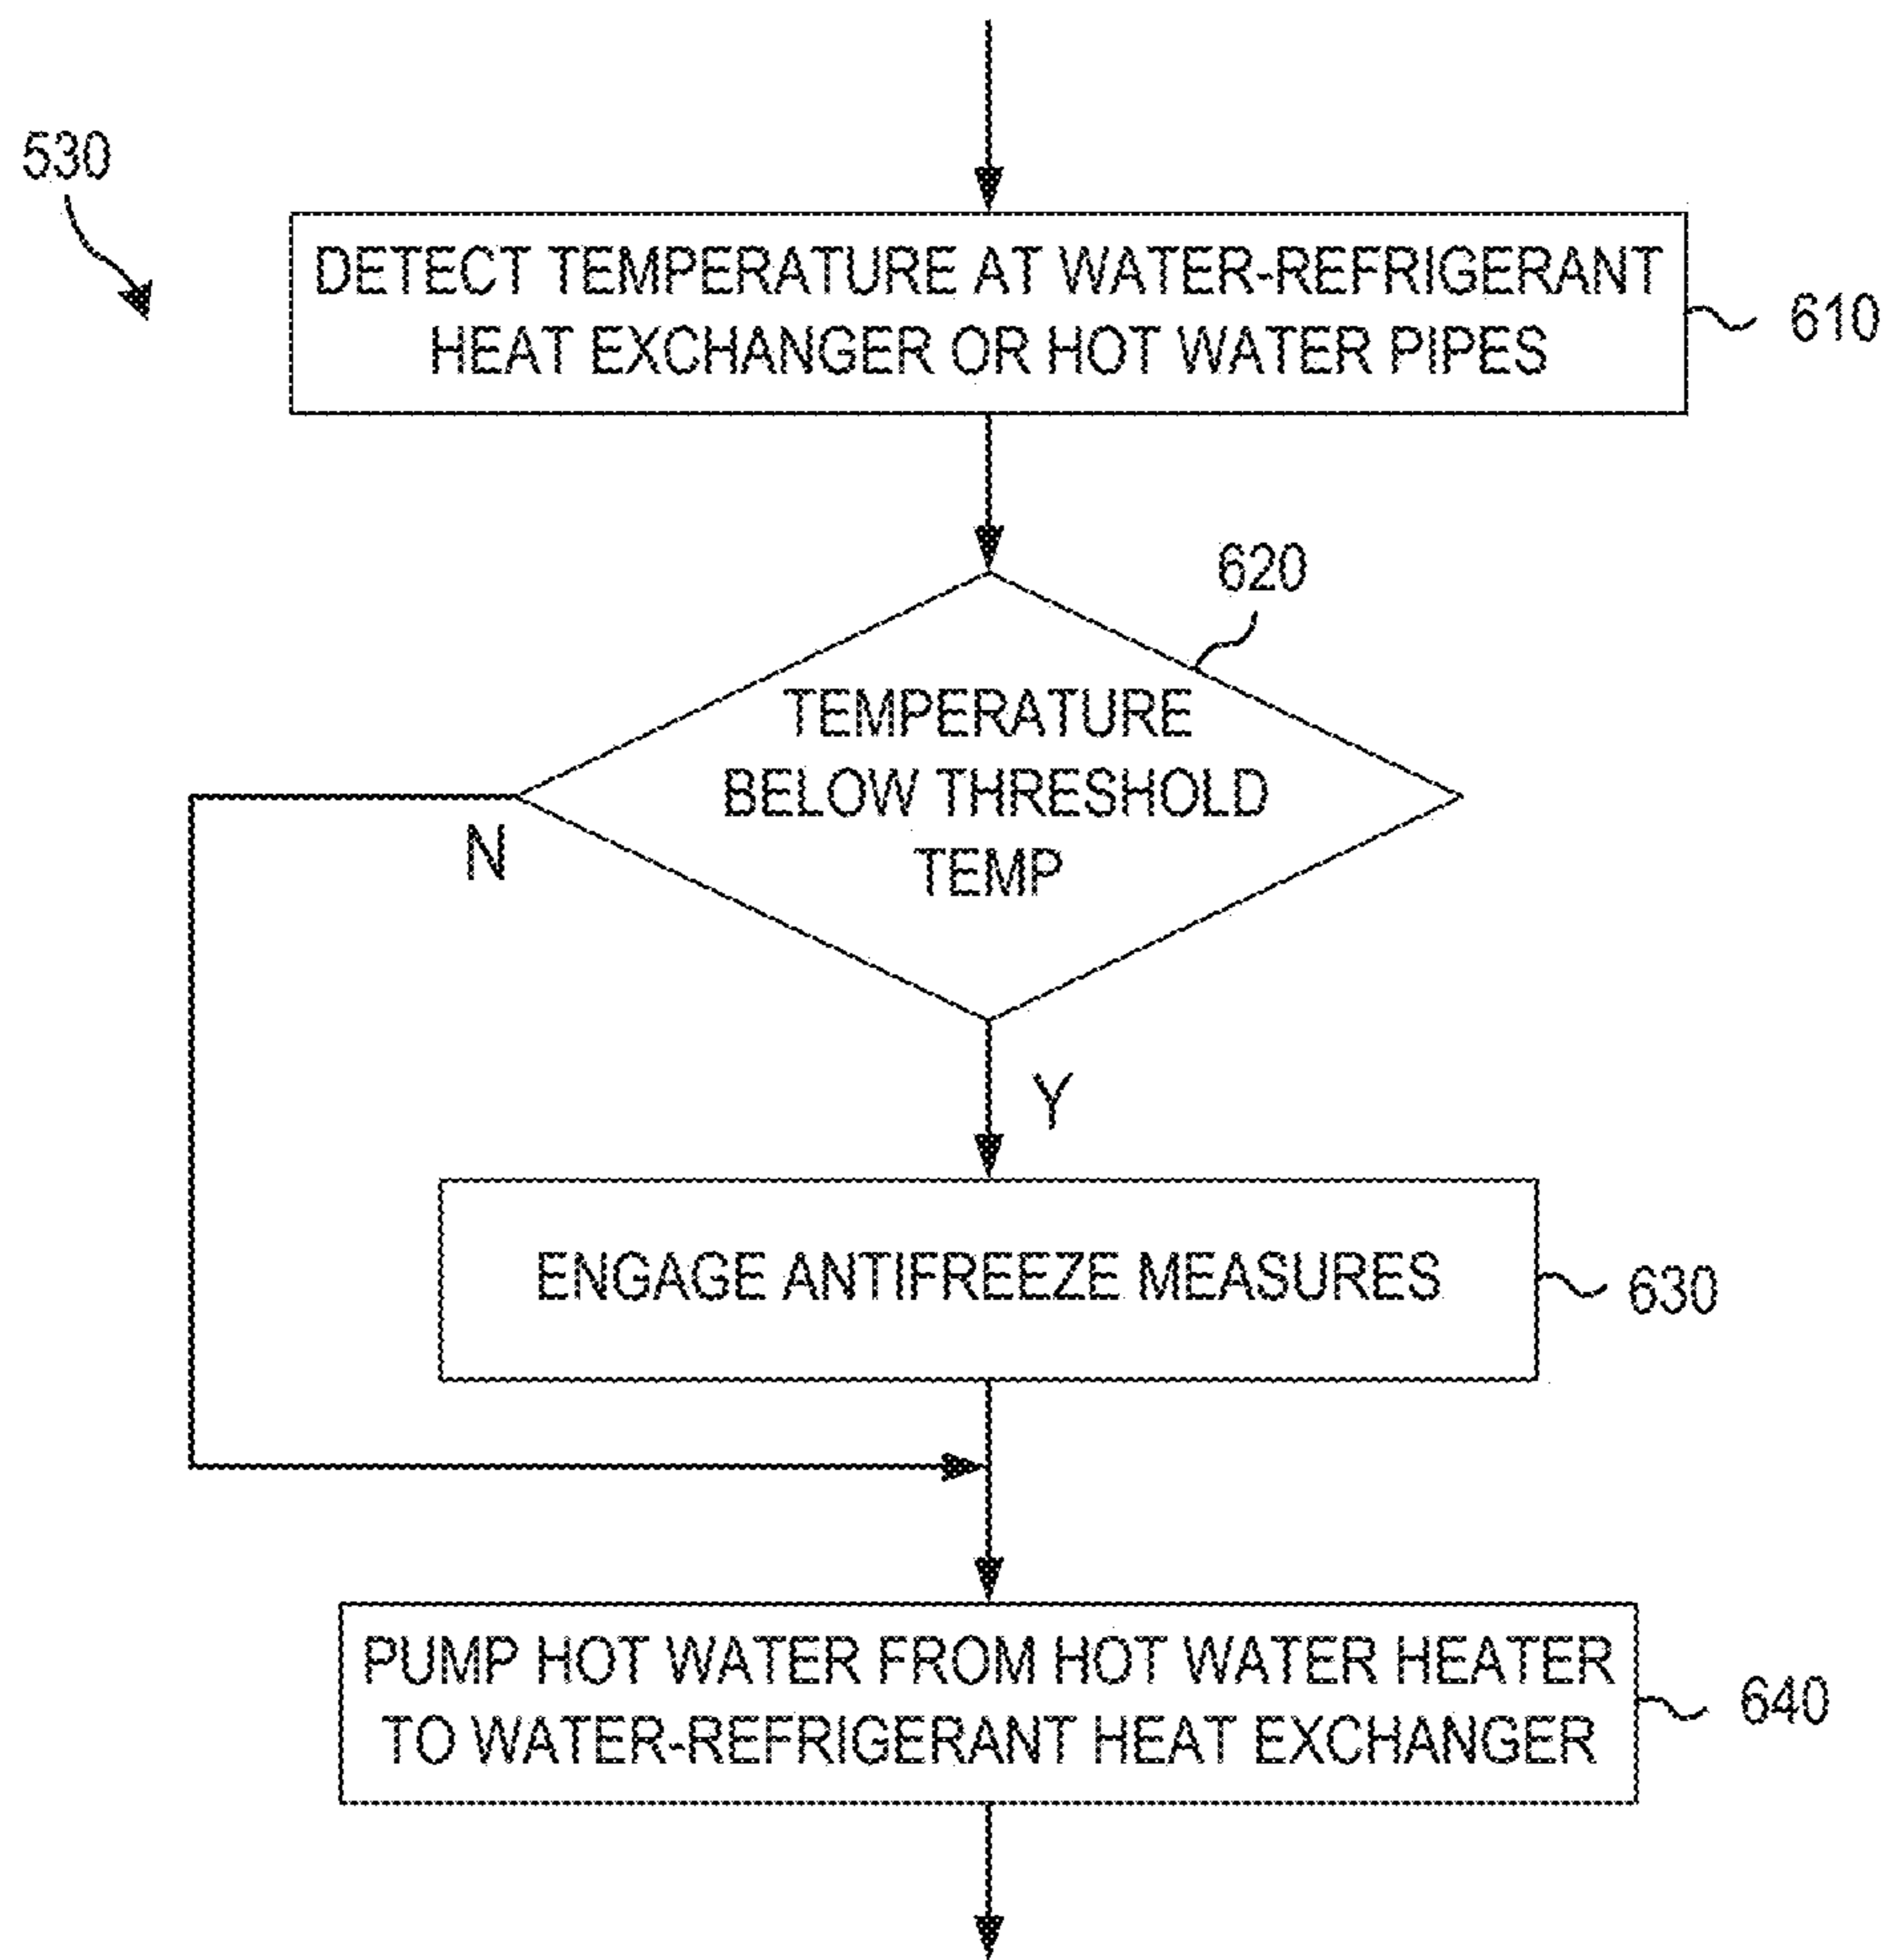 530
DETECT TEMPERATURE AT WATER-REFRIGERANT
HEAT EXCHANGER OR HOT WATER PIPES
610
620
TEMPERATURE
BELOW THRESHOLD
TEMP
N
Y
ENGAGE ANTIFREEZE MEASURES
630
PUMP HOT WATER FROM HOT WATER HEATER
TO WATER-REFRIGERANT HEAT EXCHANGER
640